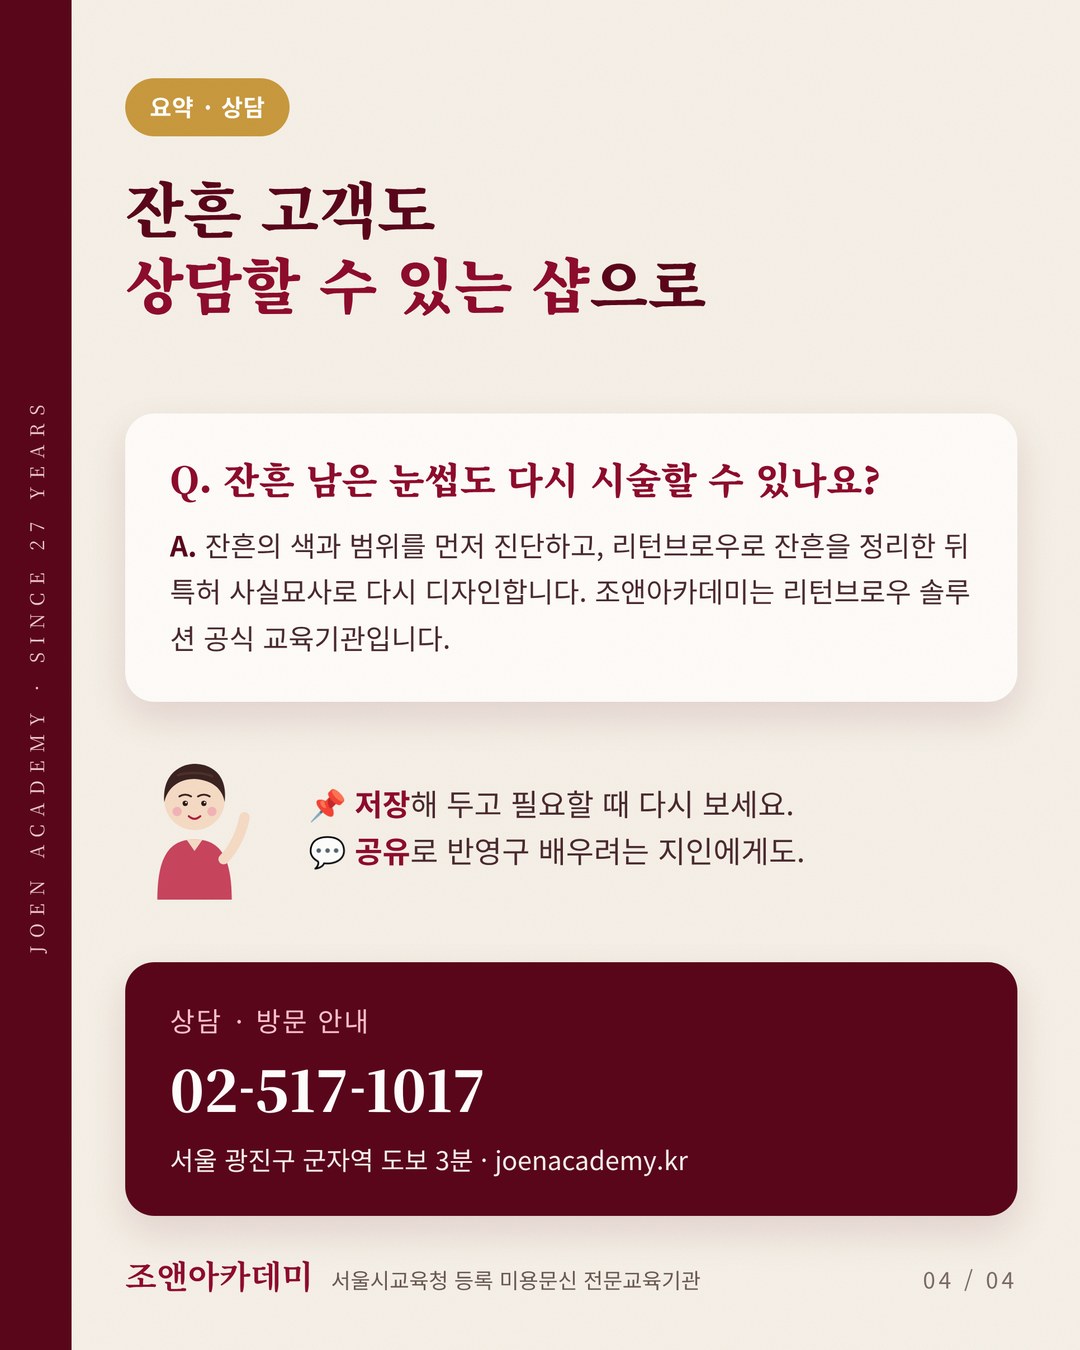 요약 · 상담
잔흔 고객도
상담할 수 있는 샵으로
JOEN ACADEMY · SINCE 27 YEARS
Q. 잔흔 남은 눈썹도 다시 시술할 수 있나요?
A. 잔흔의 색과 범위를 먼저 진단하고, 리턴브로우로 잔흔을 정리한 뒤
특허 사실묘사로 다시 디자인합니다. 조앤아카데미는 리턴브로우 솔루
션 공식 교육기관입니다.
📌 저장해 두고 필요할 때 다시 보세요.
💬 공유로 반영구 배우려는 지인에게도.
상담 · 방문 안내
02-517-1017
서울 광진구 군자역 도보 3분 · joenacademy.kr
조앤아카데미 서울시교육청 등록 미용문신 전문교육기관 04 / 04